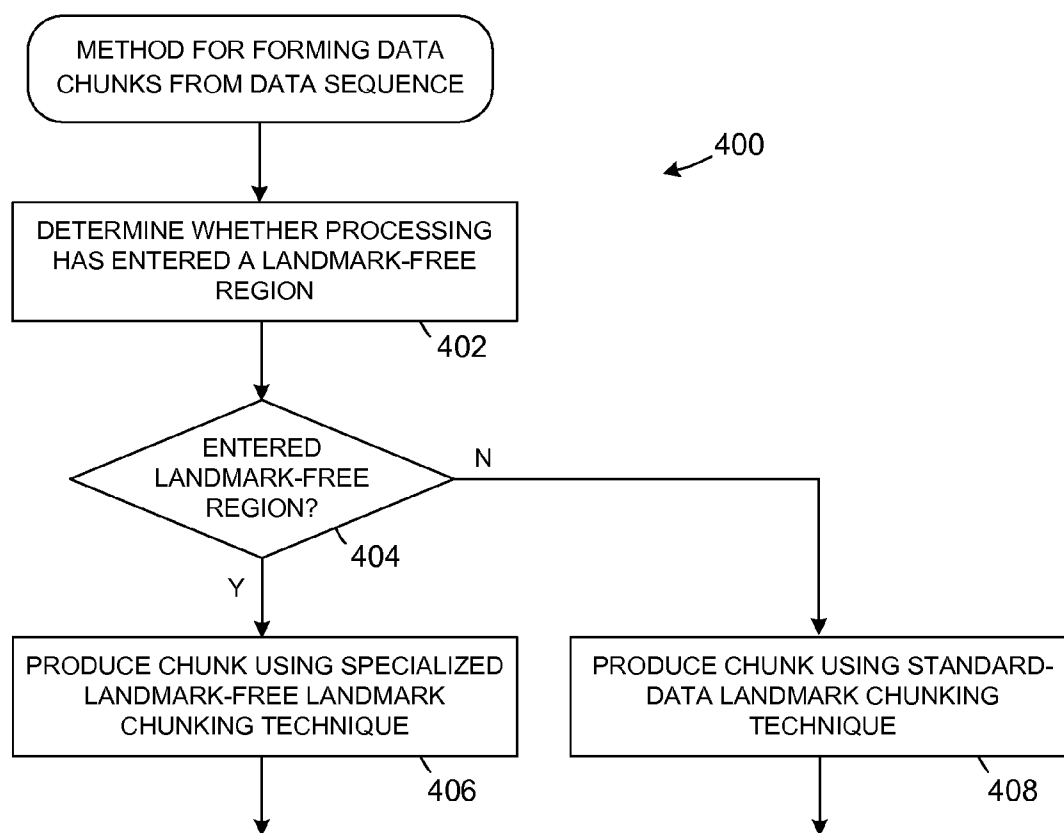 METHOD FOR FORMING DATA
CHUNKS FROM DATA SEQUENCE
400
DETERMINE WHETHER PROCESSING
HAS ENTERED A LANDMARK-FREE
REGION
402
ENTERED
LANDMARK-FREE
REGION?
N
404
Y
PRODUCE CHUNK USING SPECIALIZED
LANDMARK-FREE LANDMARK
CHUNKING TECHNIQUE
406
PRODUCE CHUNK USING STANDARD-
DATA LANDMARK CHUNKING
TECHNIQUE
408